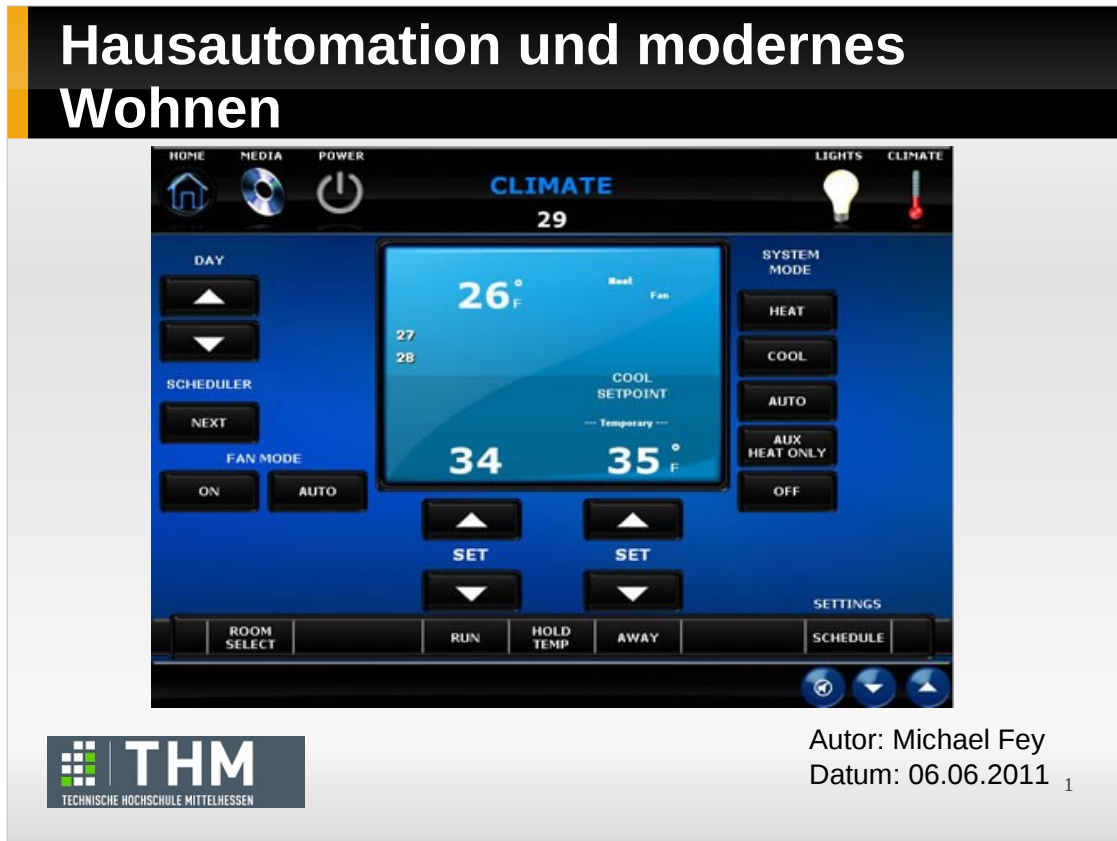 Hausautomation und modernes
Wohnen
HOME MEDIA POWER LIGHTS CLIMATE
CLIMATE
29
DAY
SYSTEM
MODE
26°F
Heat
Fan
HEAT
27
28
COOL
SCHEDULER
COOL
SETPOINT
AUTO
NEXT
--- Temporary ---
AUX
HEAT ONLY
FAN MODE
34
35°F
ON AUTO
OFF
SET SET
SETTINGS
ROOM
SELECT
RUN
HOLD
TEMP
AWAY
SCHEDULE
THM
TECHNISCHE HOCHSCHULE MITTELHESSEN
Autor: Michael Fey
Datum: 06.06.2011
1